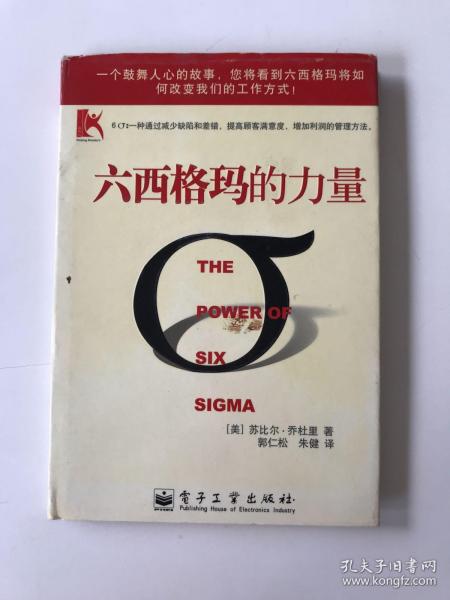 一个鼓舞人心的故事，您将看到六西格玛将如
何改变我们的工作方式！
6σ:一种通过减少缺陷和差错，提高顾客满意度，增加利润的管理方法。
六西格玛的力量
σ
THE
POWER OF
SIX
SIGMA
［美］苏比尔·乔杜里 著
郭仁松 朱健 译
電子工業出版社·
Publishing House of Electronics Industry
孔夫子旧书网
www.kongfz.com